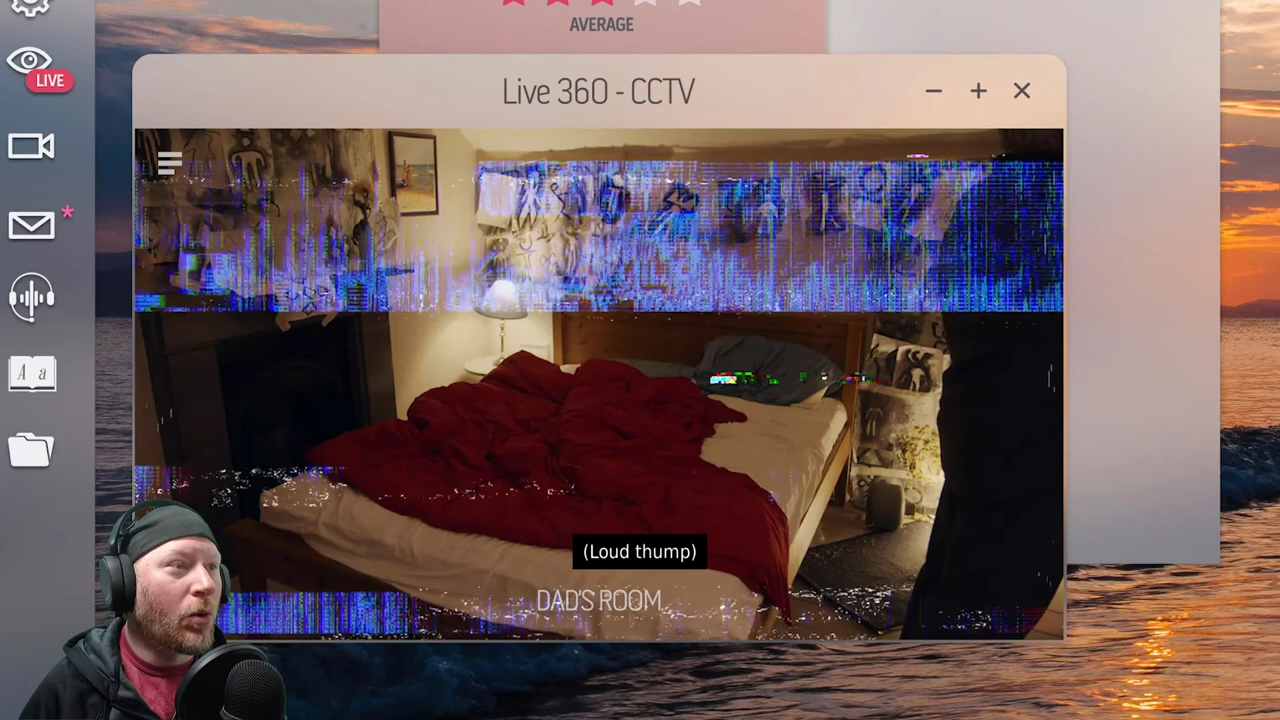 AVERAGE
Live 360 - CCTV
LIVE
A a
(Loud thump)
DAD'S ROOM